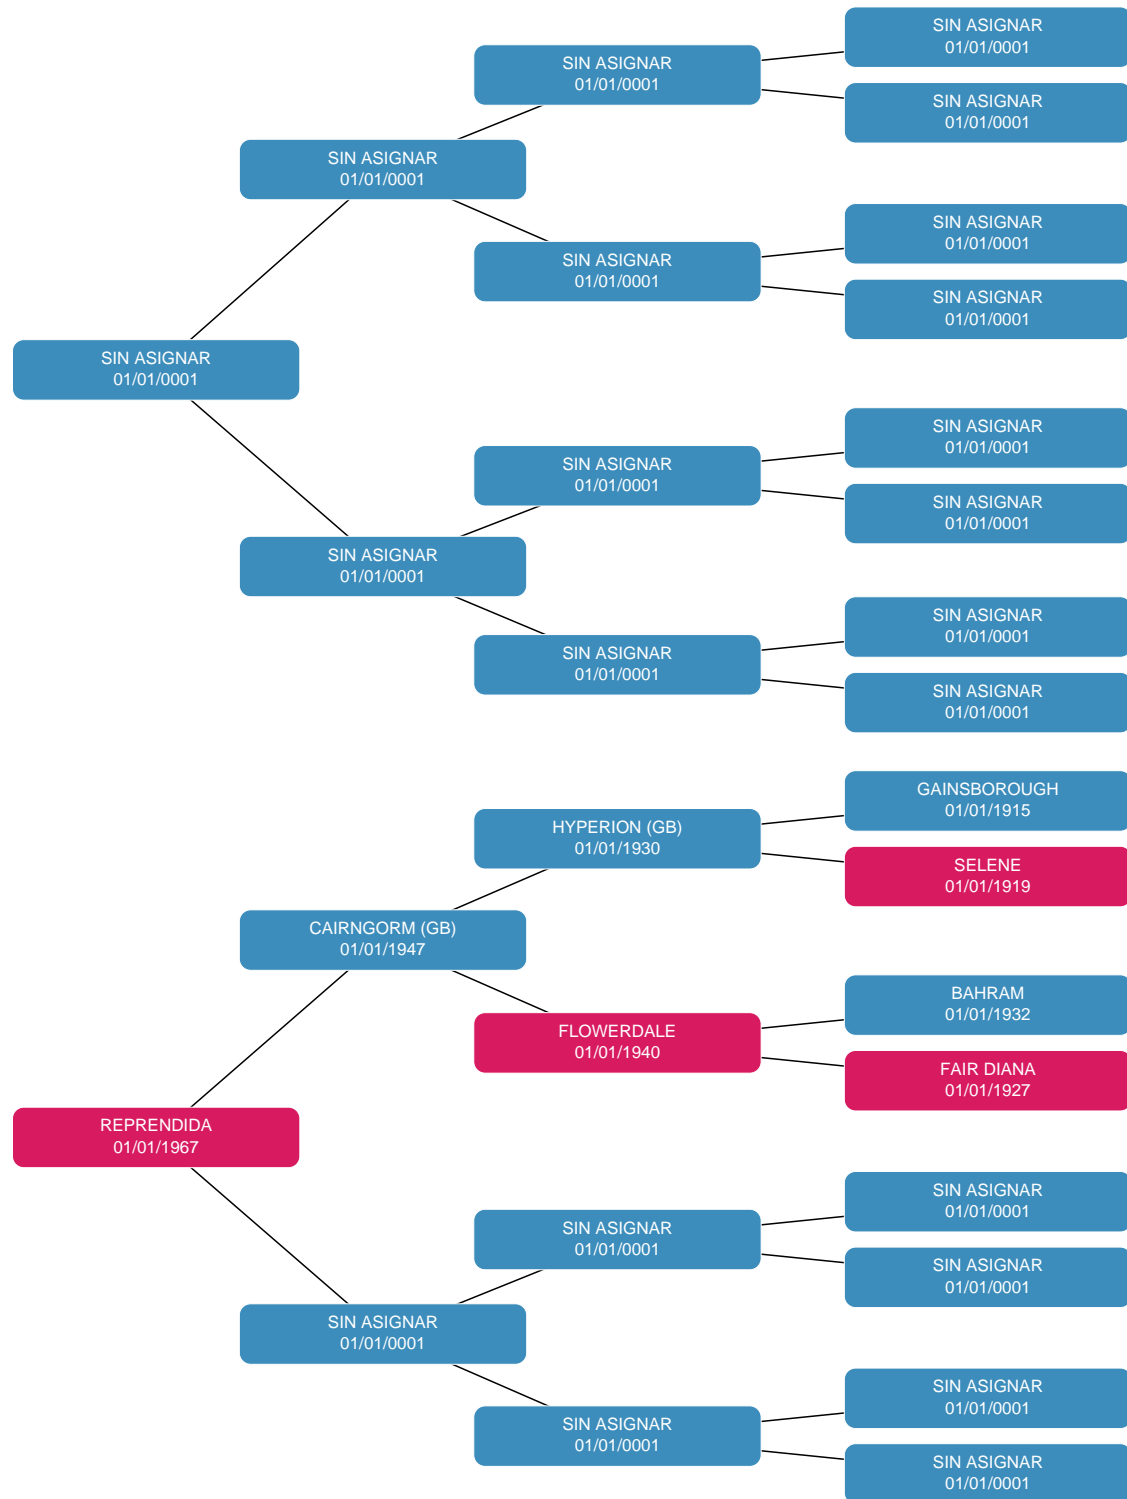 SIN ASIGNAR
01/01/0001
SIN ASIGNAR
01/01/0001
SIN ASIGNAR
01/01/0001
SIN ASIGNAR
01/01/0001
SIN ASIGNAR
01/01/0001
SIN ASIGNAR
01/01/0001
SIN ASIGNAR
01/01/0001
SIN ASIGNAR
01/01/0001
SIN ASIGNAR
01/01/0001
SIN ASIGNAR
01/01/0001
SIN ASIGNAR
01/01/0001
SIN ASIGNAR
01/01/0001
SIN ASIGNAR
01/01/0001
SIN ASIGNAR
01/01/0001
SIN ASIGNAR
01/01/0001
GAINSBOROUGH
01/01/1915
HYPERION (GB)
01/01/1930
SELENE
01/01/1919
CAIRNGORM (GB)
01/01/1947
BAHRAM
01/01/1932
FLOWERDALE
01/01/1940
FAIR DIANA
01/01/1927
REPRENDIDA
01/01/1967
SIN ASIGNAR
01/01/0001
SIN ASIGNAR
01/01/0001
SIN ASIGNAR
01/01/0001
SIN ASIGNAR
01/01/0001
SIN ASIGNAR
01/01/0001
SIN ASIGNAR
01/01/0001
SIN ASIGNAR
01/01/0001